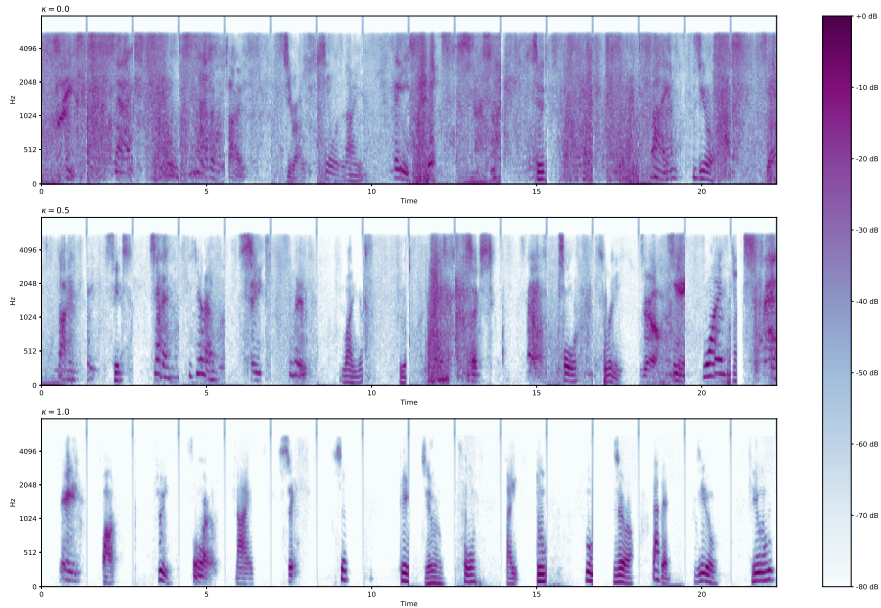 κ = 0.0
4096
2048
1024
512
0
Hz
0
5
10
15
20
Time
κ = 0.5
4096
2048
1024
512
0
Hz
0
5
10
15
20
Time
κ = 1.0
4096
2048
1024
512
0
Hz
0
5
10
15
20
Time
+0 dB
-10 dB
-20 dB
-30 dB
-40 dB
-50 dB
-60 dB
-70 dB
-80 dB